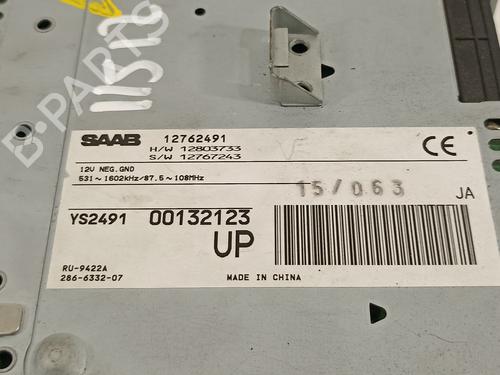 B-PARTS
SAAB 12762491
H/W 12803733
S/W 12767243
12V NEG.GND
531~1602kHz/87.5~108MHz
CE
15/063
JA
YS2491 00132123
UP
RU-9422A
286-6332-07
MADE IN CHINA